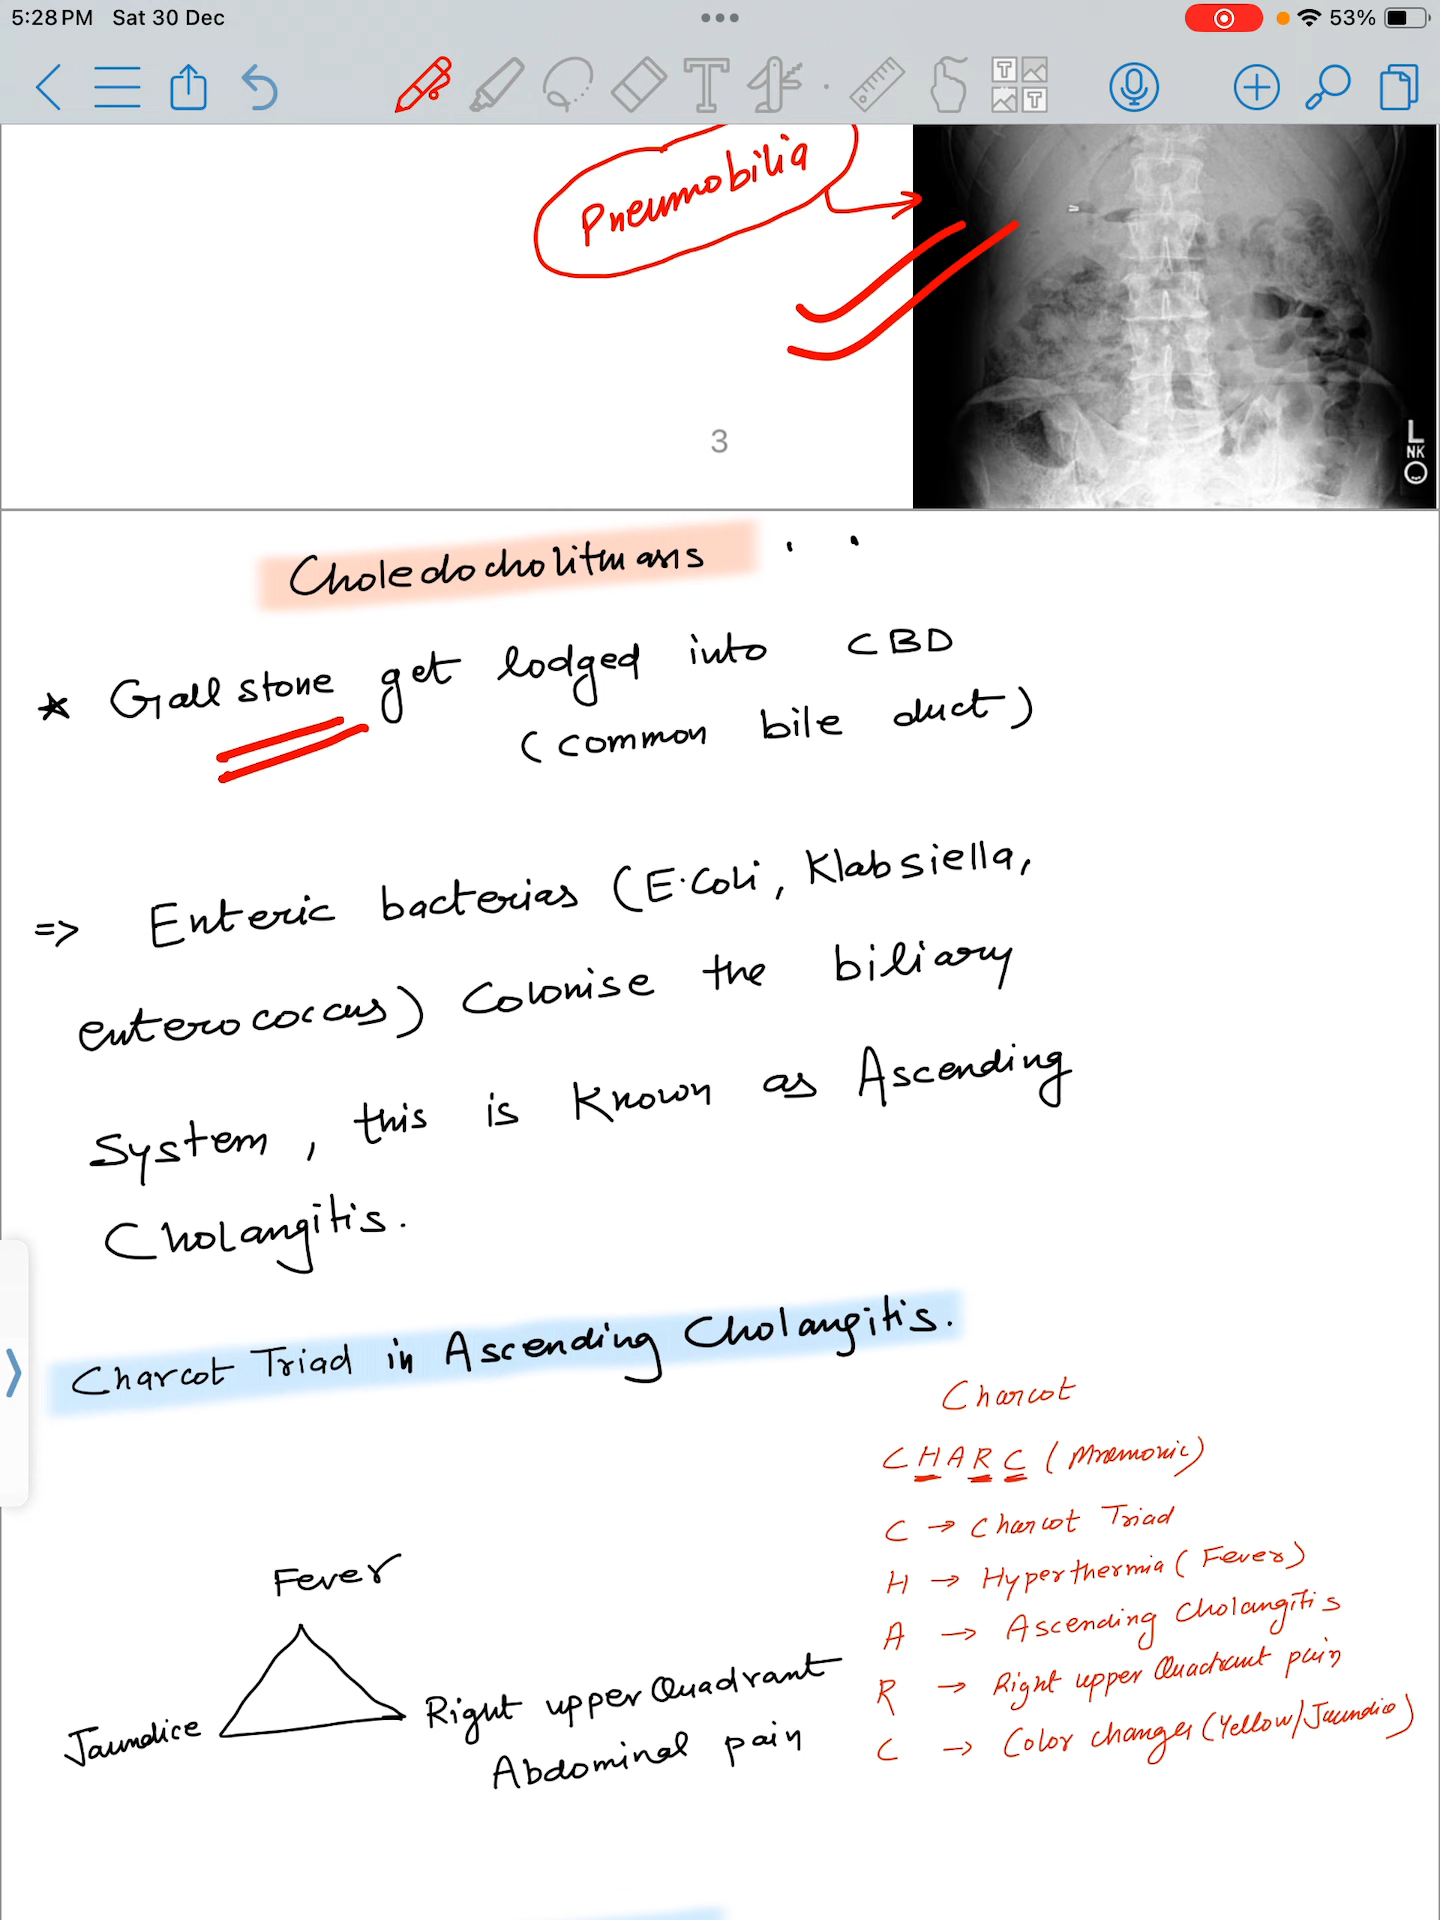 5:28 PM Sat 30 Dec
53%
Pneumobilia
L
NK
3
Choledocholithiasis
* Gall stone get lodged into CBD
(common bile duct)
=> Enteric bacterias (E.Coli, Klabsiella,
enterococcus) Colonise the biliary
System, this is Known as Ascending
Cholangitis.
Charcot Triad in Ascending Cholangitis.
Charcot
CHARC (Mnemonic)
C → Charcot Triad
H → Hyperthermia (Fever)
A → Ascending Cholangitis
R → Right upper Quadrant pain
C → Color changes (Yellow/Jaundice)
Fever
Jaundice
Right upper Quadrant
Abdominal pain